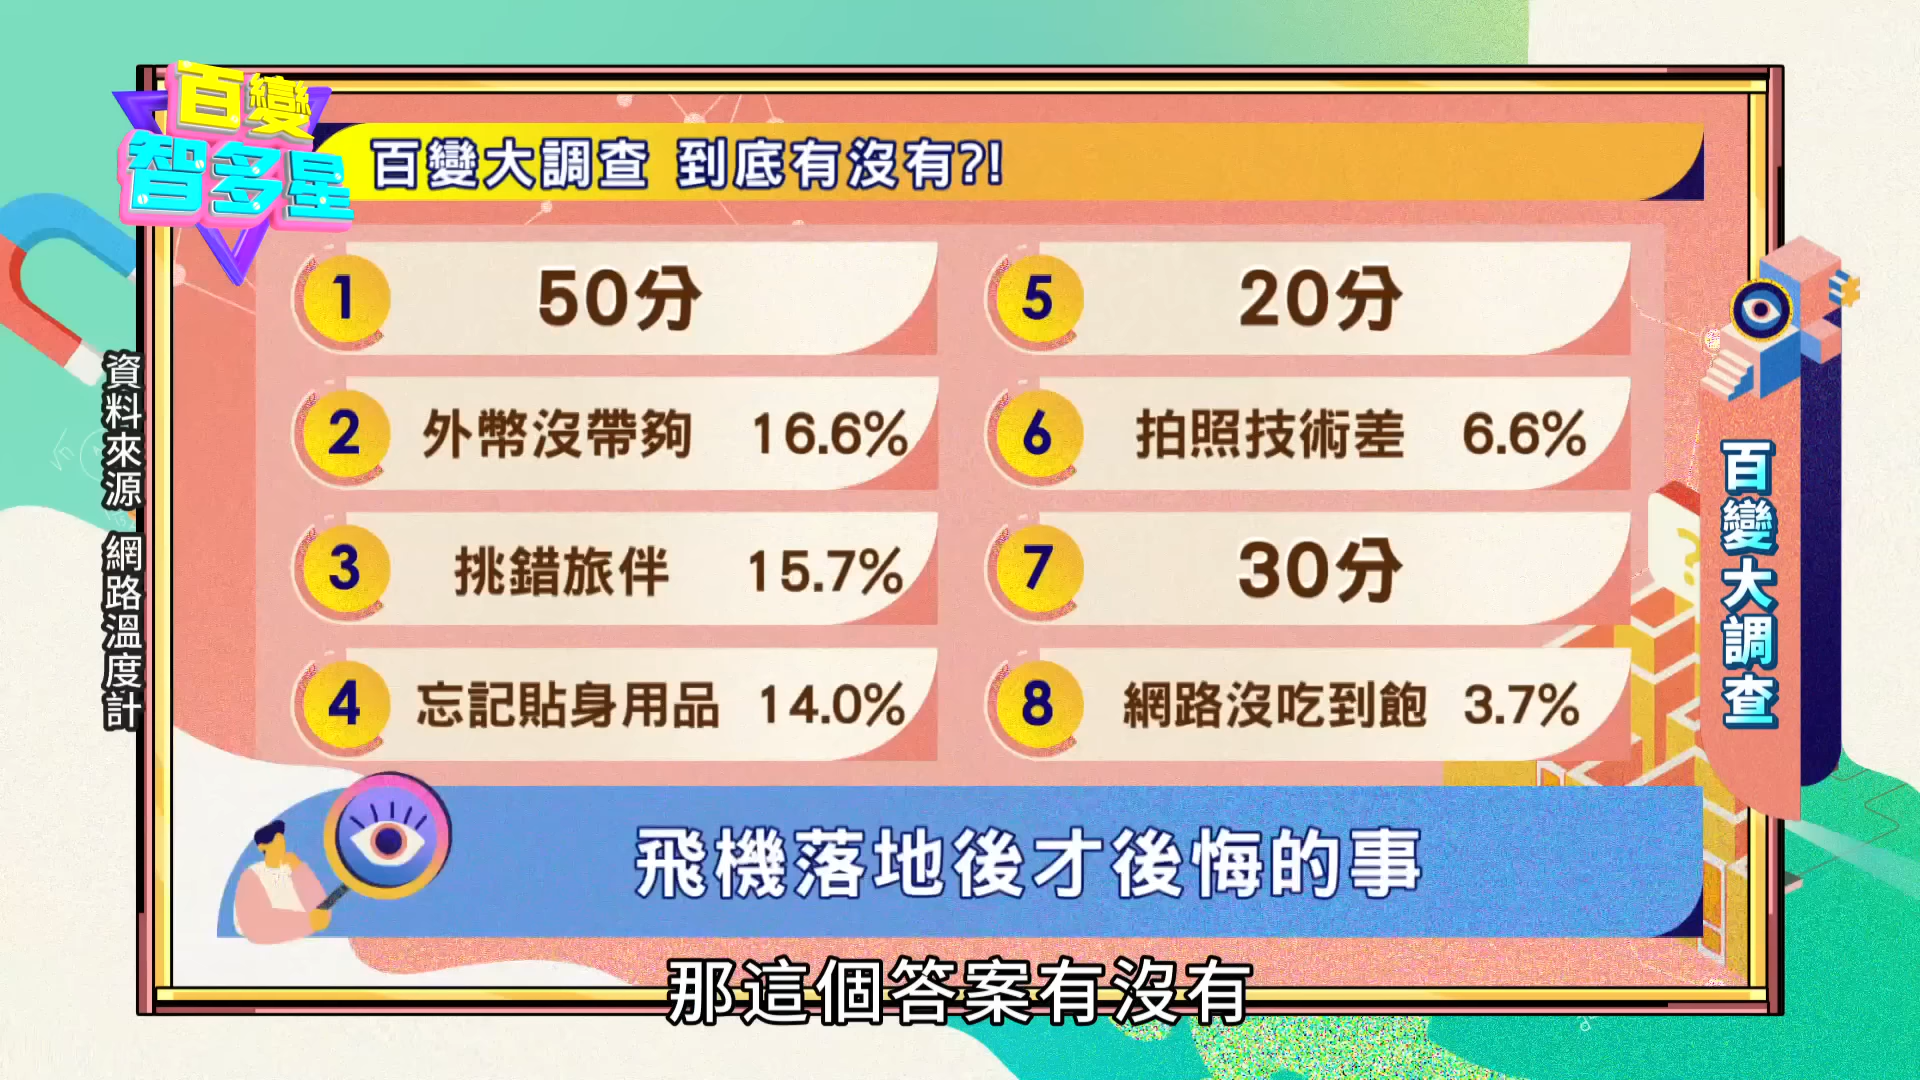 百變
智多星
百變大調查 到底有沒有?!
1 50分
2 外幣沒帶夠 16.6%
3 挑錯旅伴 15.7%
4 忘記貼身用品 14.0%
5 20分
6 拍照技術差 6.6%
7 30分
8 網路沒吃到飽 3.7%
飛機落地後才後悔的事
資料來源 網路溫度計
百變大調查
那這個答案有沒有